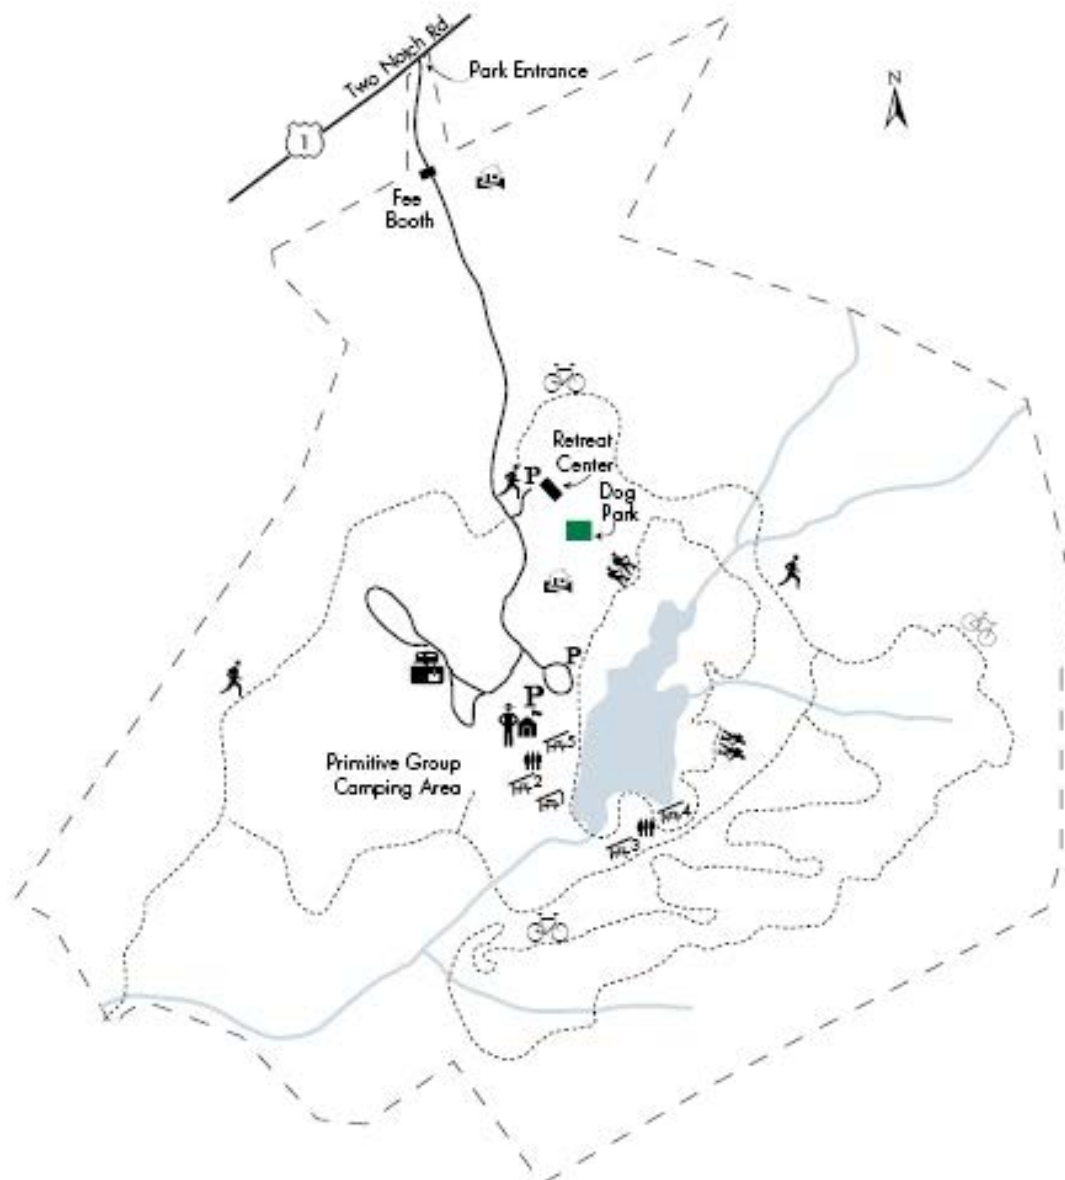 Two Notch Rd
Park Entrance
N
1
Fee
Booth
Retreat
Center
P
Dog
Park
P
P
5
Primitive Group
Camping Area
2
1
4
3